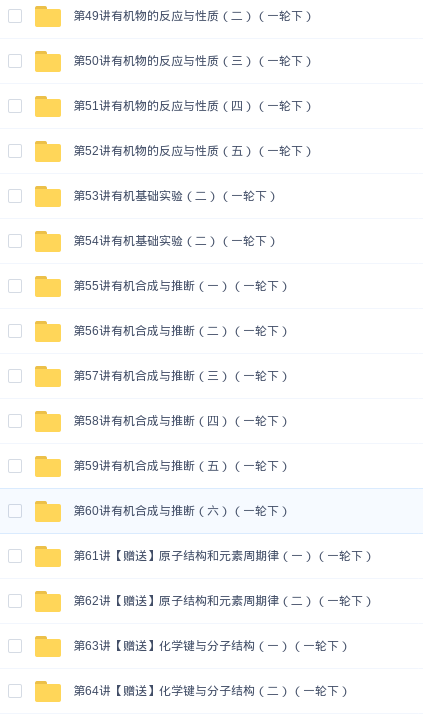 第49讲有机物的反应与性质（二）（一轮下）
第50讲有机物的反应与性质（三）（一轮下）
第51讲有机物的反应与性质（四）（一轮下）
第52讲有机物的反应与性质（五）（一轮下）
第53讲有机基础实验（二）（一轮下）
第54讲有机基础实验（二）（一轮下）
第55讲有机合成与推断（一）（一轮下）
第56讲有机合成与推断（二）（一轮下）
第57讲有机合成与推断（三）（一轮下）
第58讲有机合成与推断（四）（一轮下）
第59讲有机合成与推断（五）（一轮下）
第60讲有机合成与推断（六）（一轮下）
第61讲【赠送】原子结构和元素周期律（一）（一轮下）
第62讲【赠送】原子结构和元素周期律（二）（一轮下）
第63讲【赠送】化学键与分子结构（一）（一轮下）
第64讲【赠送】化学键与分子结构（二）（一轮下）